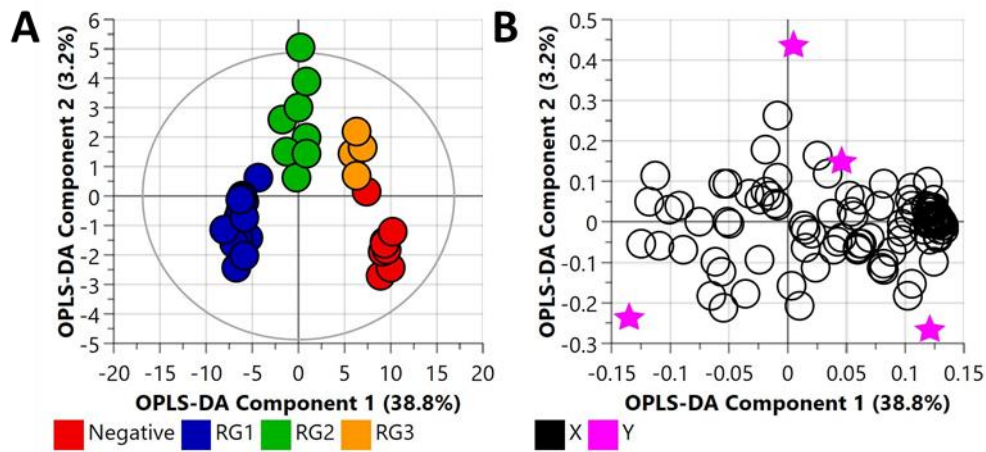 A
OPLS-DA Component 2 (3.2%)
6
5
4
3
2
1
0
-1
-2
-3
-4
-5
-20 -15 -10 -5 0 5 10 15 20
OPLS-DA Component 1 (38.8%)
Negative RG1 RG2 RG3
B
OPLS-DA Component 2 (3.2%)
0.5
0.4
0.3
0.2
0.1
0
-0.1
-0.2
-0.3
-0.15 -0.1 -0.05 0 0.05 0.1 0.15
OPLS-DA Component 1 (38.8%)
X Y